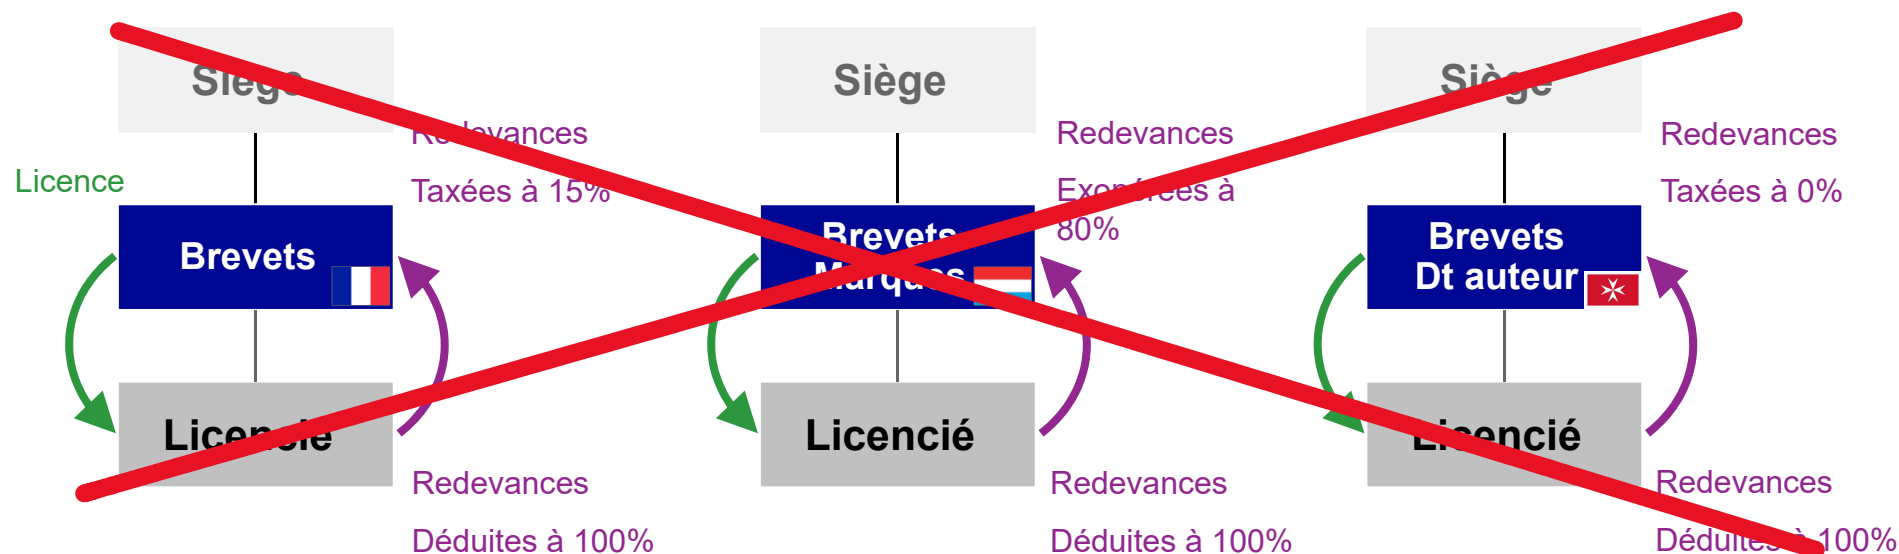 Siège
Siège
Siège
Redevances
Redevances
Redevances
Licence
Taxées à 15%
Exonérées à
80%
Taxées à 0%
Brevets
Brevets
Marques
Brevets
Dt auteur
Licencié
Licencié
Licencié
Redevances
Redevances
Redevances
Déduites à 100%
Déduites à 100%
Déduites à 100%